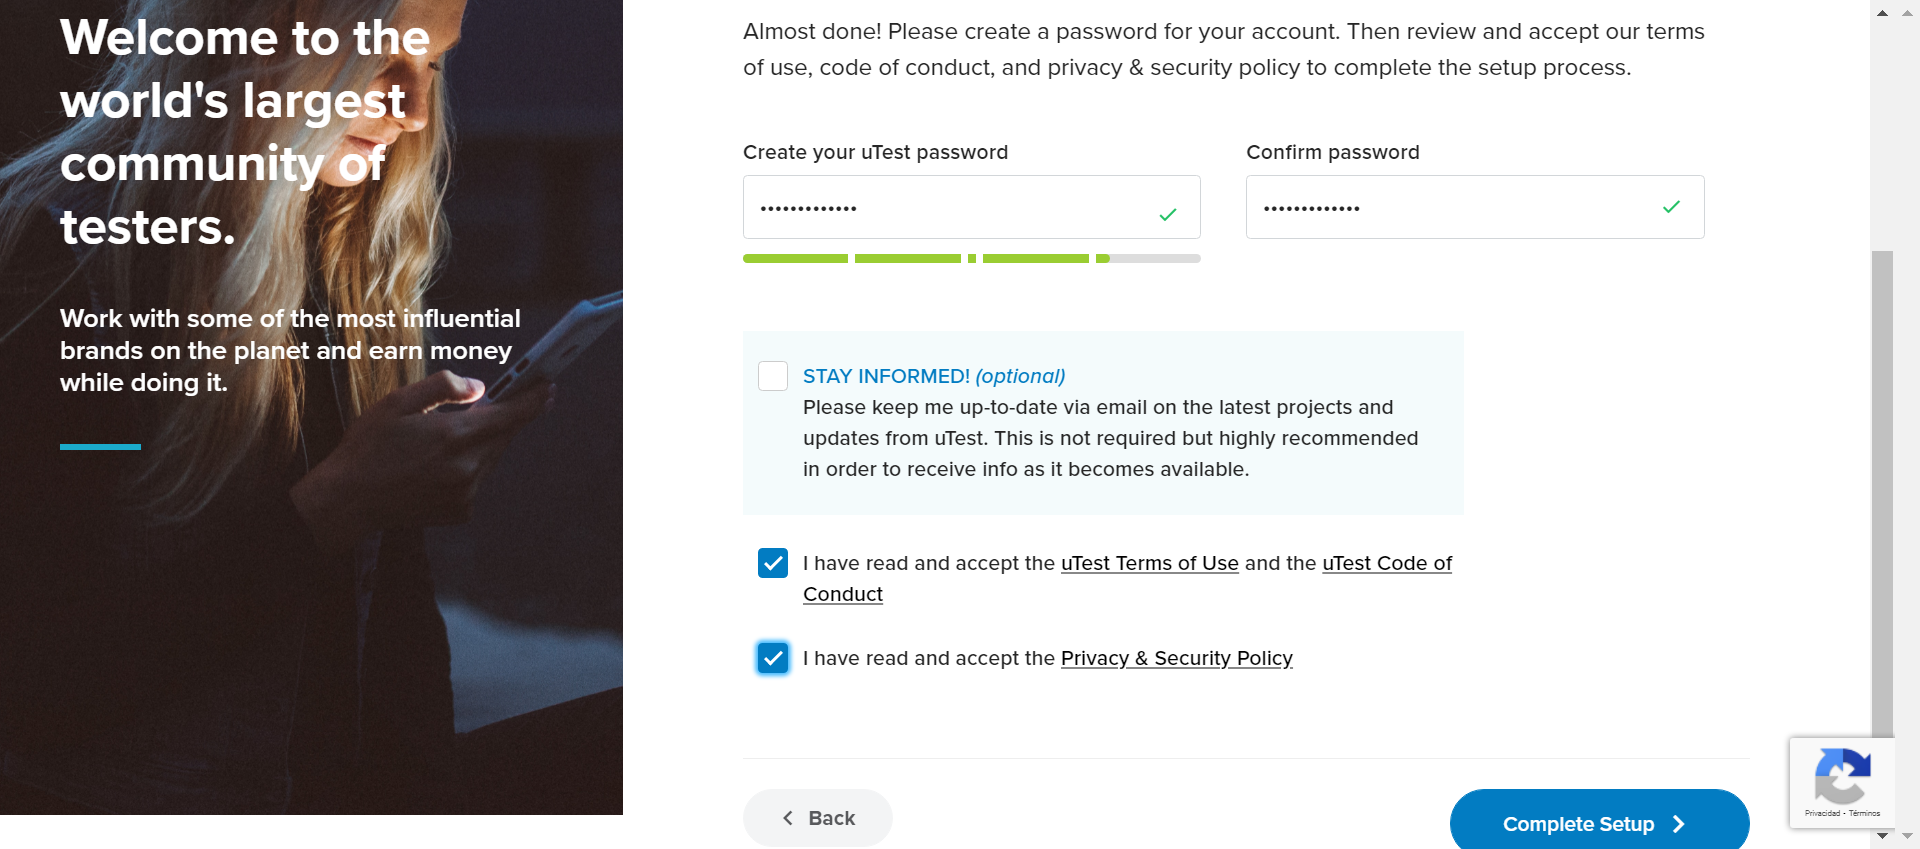 Welcome to the
world's largest
community of
testers.
Work with some of the most influential
brands on the planet and earn money
while doing it.
Almost done! Please create a password for your account. Then review and accept our terms
of use, code of conduct, and privacy & security policy to complete the setup process.
Create your uTest password
Confirm password
•••••••••••••
•••••••••••••
STAY INFORMED! (optional)
Please keep me up-to-date via email on the latest projects and
updates from uTest. This is not required but highly recommended
in order to receive info as it becomes available.
I have read and accept the uTest Terms of Use and the uTest Code of
Conduct
I have read and accept the Privacy & Security Policy
Back
Complete Setup
Privacidad - Términos